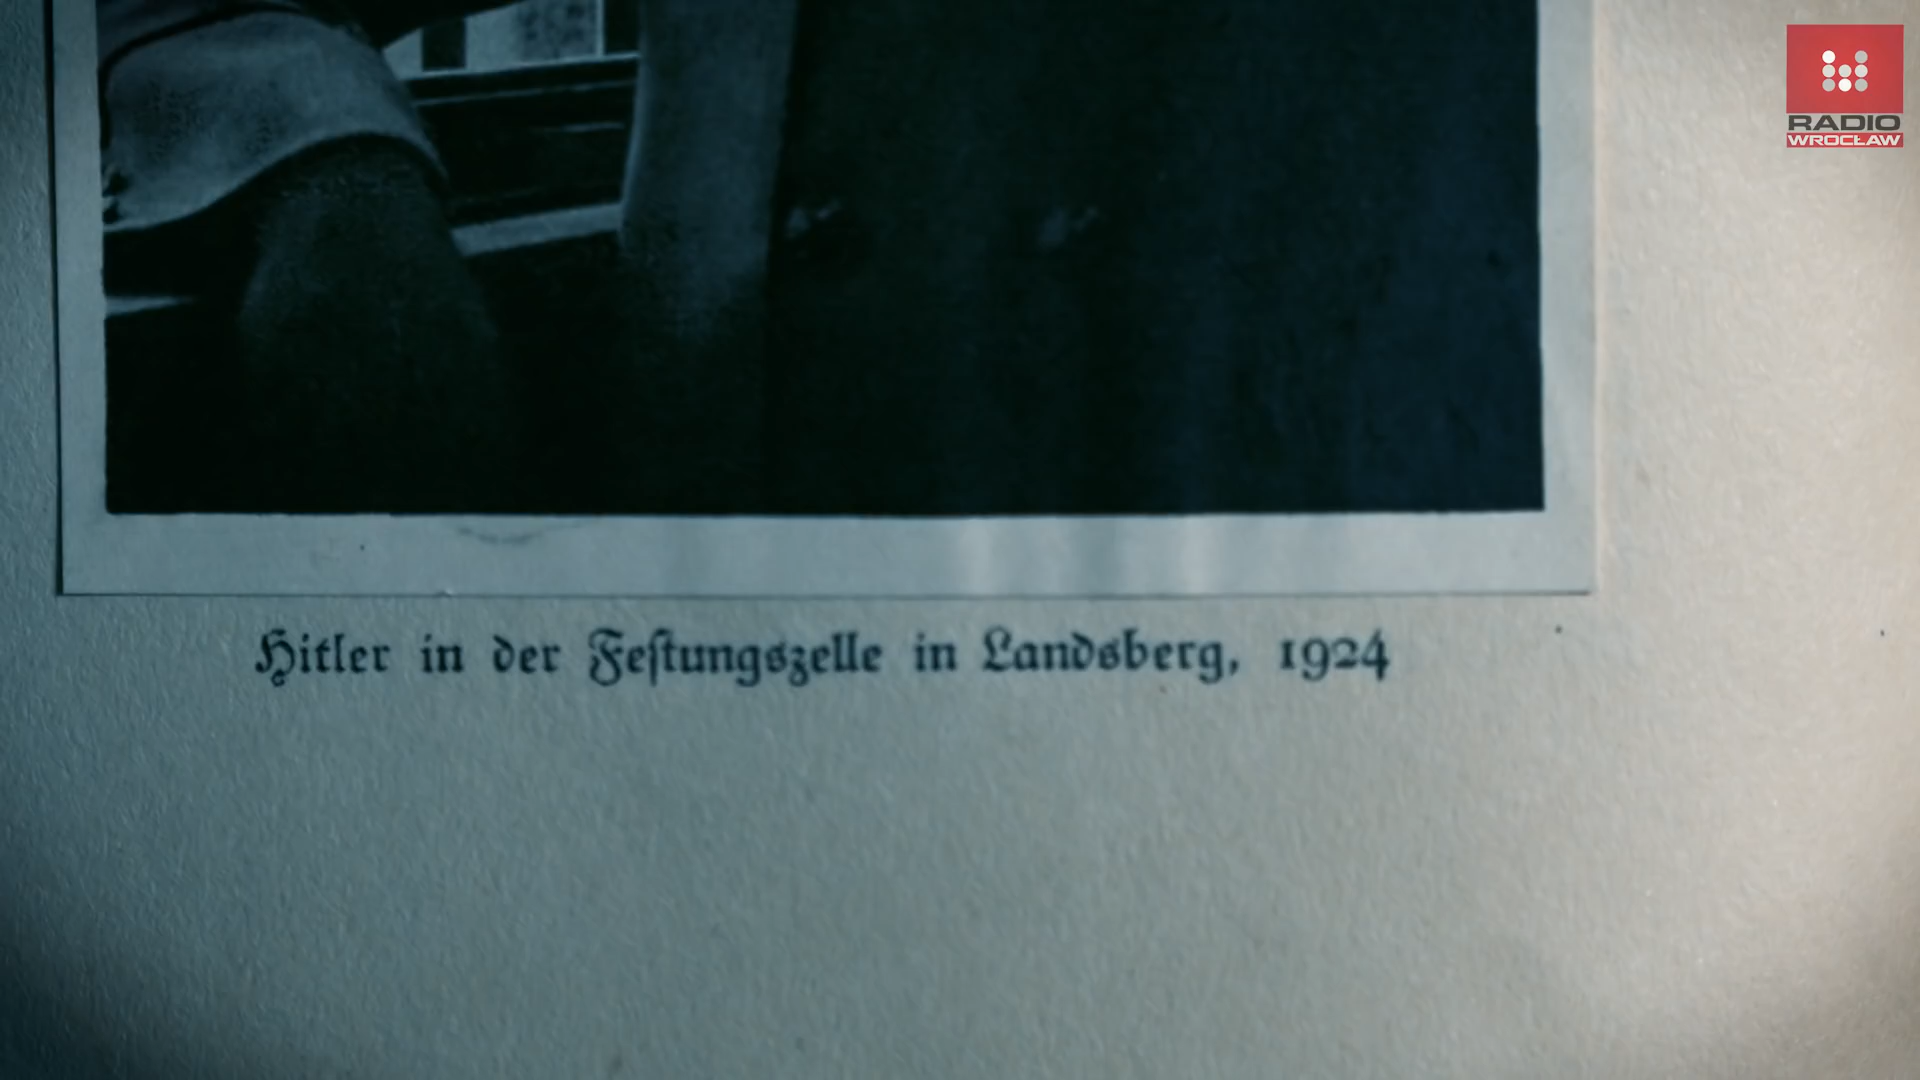 RADIO
WROCŁAW
Hitler in der Feſtungszelle in Landsberg, 1924